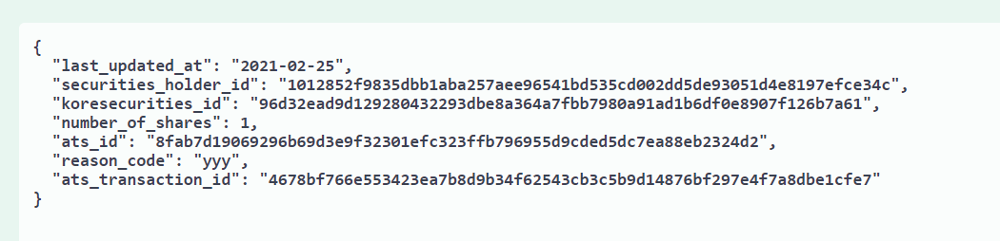 {
  "last_updated_at": "2021-02-25",
  "securities_holder_id": "1012852f9835dbb1aba257aee96541bd535cd002dd5de93051d4e8197efce34c",
  "koresecurities_id": "96d32ead9d129280432293dbe8a364a7fbb7980a91ad1b6df0e8907f126b7a61",
  "number_of_shares": 1,
  "ats_id": "8fab7d19069296b69d3e9f32301efc323ffb796955d9cded5dc7ea88eb2324d2",
  "reason_code": "yyy",
  "ats_transaction_id": "4678bf766e553423ea7b8d9b34f62543cb3c5b9d14876bf297e4f7a8dbe1cfe7"
}